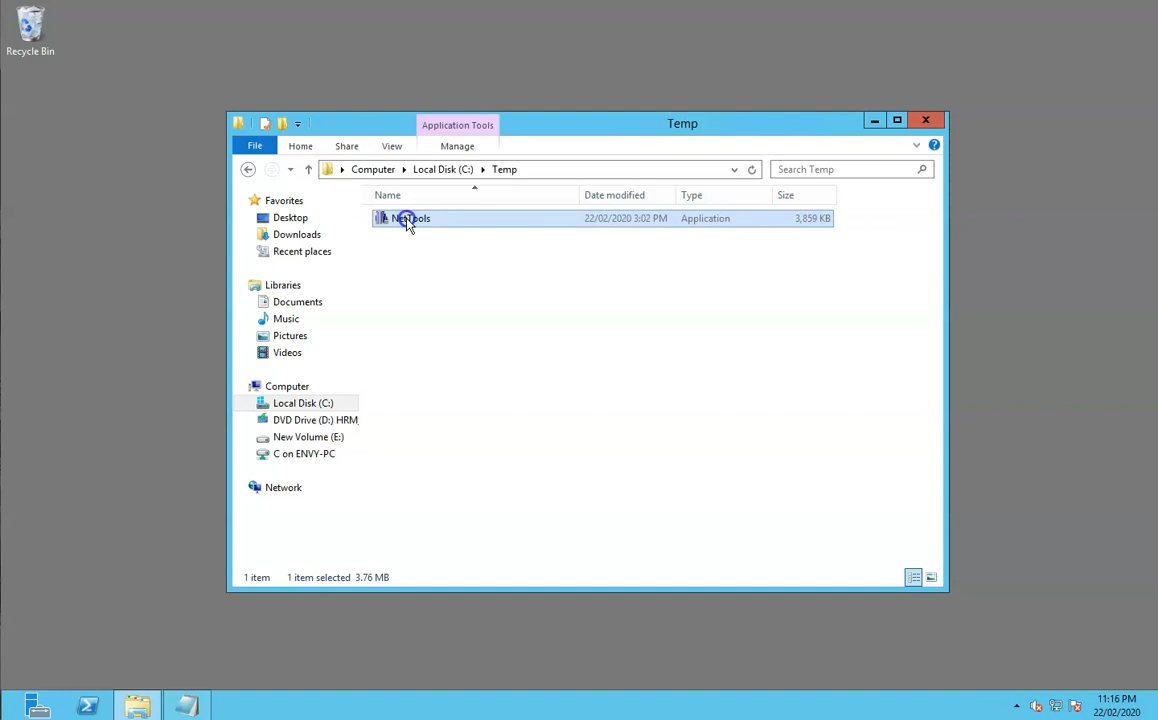 Recycle Bin
Application Tools
Temp
File
Home
Share
View
Manage
Computer
Local Disk (C:)
Temp
Search Temp
Name
Date modified
Type
Size
NetTools
22/02/2020 3:02 PM
Application
3,859 KB
Favorites
Desktop
Downloads
Recent places
Libraries
Documents
Music
Pictures
Videos
Computer
Local Disk (C:)
DVD Drive (D:) HRM_
New Volume (E:)
C on ENVY-PC
Network
1 item
1 item selected 3.76 MB
11:16 PM
22/02/2020